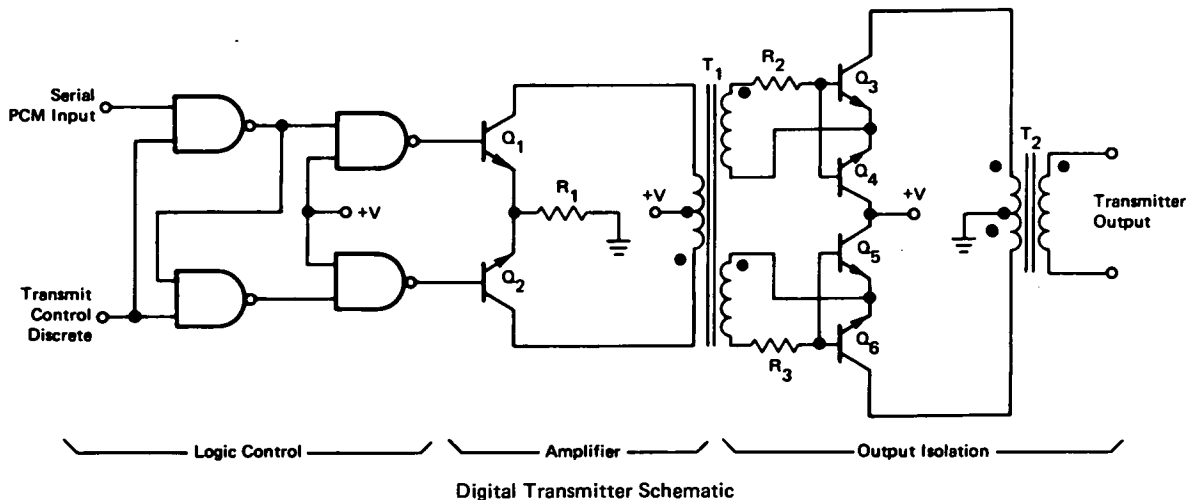 Serial
PCM Input
Transmit
Control
Discrete
+V
Q1
Q2
R1
+V
T1
R2
R3
Q3
Q4
+V
Q5
Q6
T2
Transmitter
Output
Logic Control
Amplifier
Output Isolation
Digital Transmitter Schematic